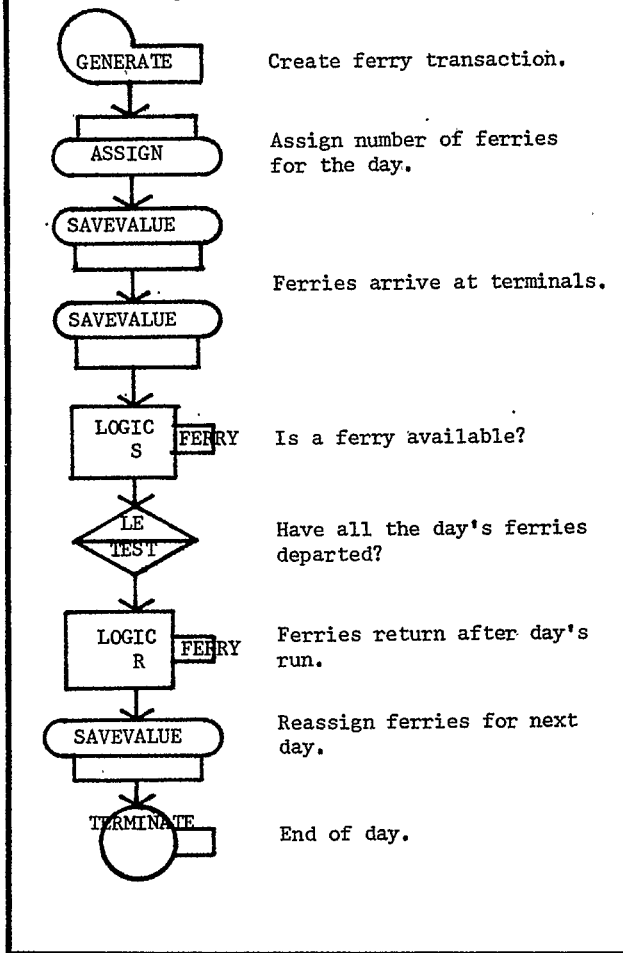 GENERATE
Create ferry transaction.
ASSIGN
Assign number of ferries
for the day.
SAVEVALUE
Ferries arrive at terminals.
SAVEVALUE
LOGIC
S
FERRY
Is a ferry available?
LE
TEST
Have all the day's ferries
departed?
LOGIC
R
FERRY
Ferries return after day's
run.
SAVEVALUE
Reassign ferries for next
day.
TERMINATE
End of day.